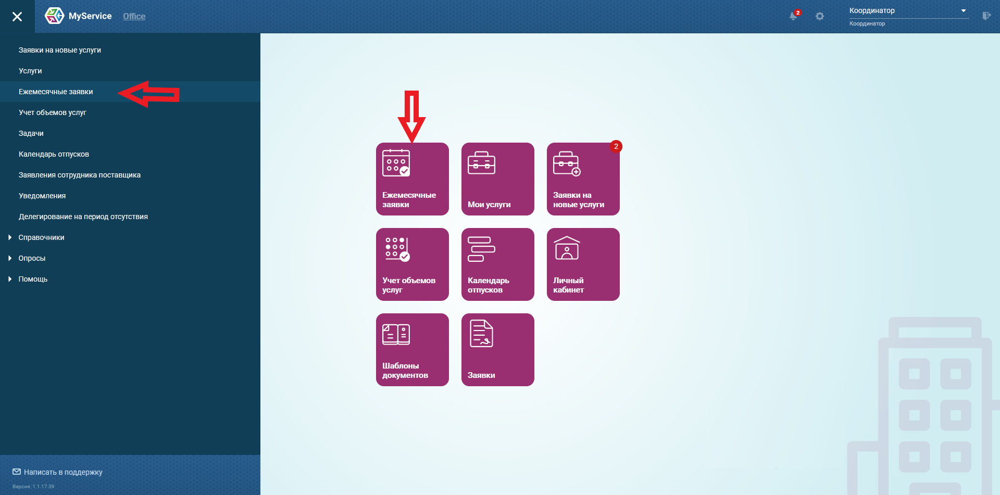 MyService Office
2
Координатор
Координатор
Заявки на новые услуги
Услуги
Ежемесячные заявки
Учет объемов услуг
Задачи
Календарь отпусков
Заявления сотрудника поставщика
Уведомления
Делегирование на период отсутствия
Справочники
Опросы
Помощь
Написать в поддержку
Версия: 1.1.17.39
Ежемесячные
заявки
Мои услуги
2
Заявки на
новые услуги
Учет объемов
услуг
Календарь
отпусков
Личный
кабинет
Шаблоны
документов
Заявки